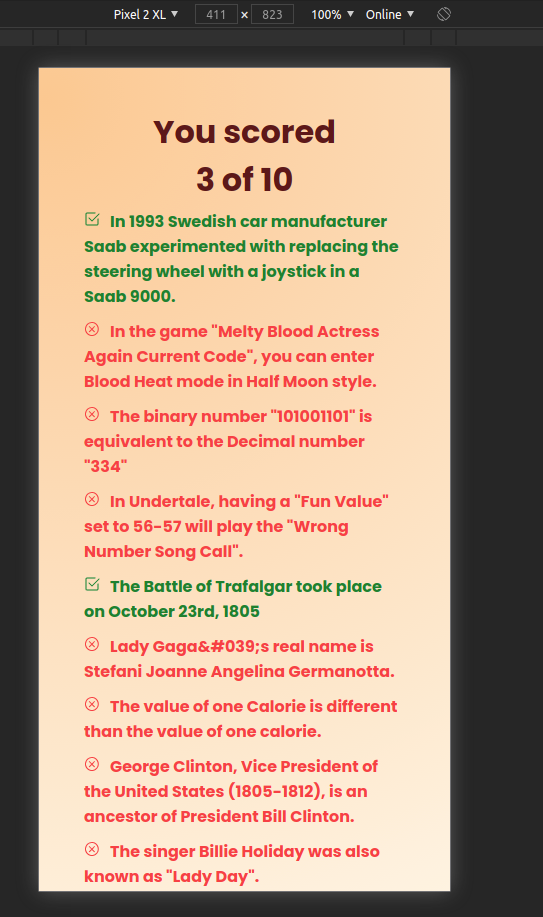 Pixel 2 XL ▼ 411 × 823 100% ▼ Online ▼
You scored
3 of 10
In 1993 Swedish car manufacturer
Saab experimented with replacing the
steering wheel with a joystick in a
Saab 9000.
In the game "Melty Blood Actress
Again Current Code", you can enter
Blood Heat mode in Half Moon style.
The binary number "101001101" is
equivalent to the Decimal number
"334"
In Undertale, having a "Fun Value"
set to 56-57 will play the "Wrong
Number Song Call".
The Battle of Trafalgar took place
on October 23rd, 1805
Lady Gaga&#039;s real name is
Stefani Joanne Angelina Germanotta.
The value of one Calorie is different
than the value of one calorie.
George Clinton, Vice President of
the United States (1805-1812), is an
ancestor of President Bill Clinton.
The singer Billie Holiday was also
known as "Lady Day".